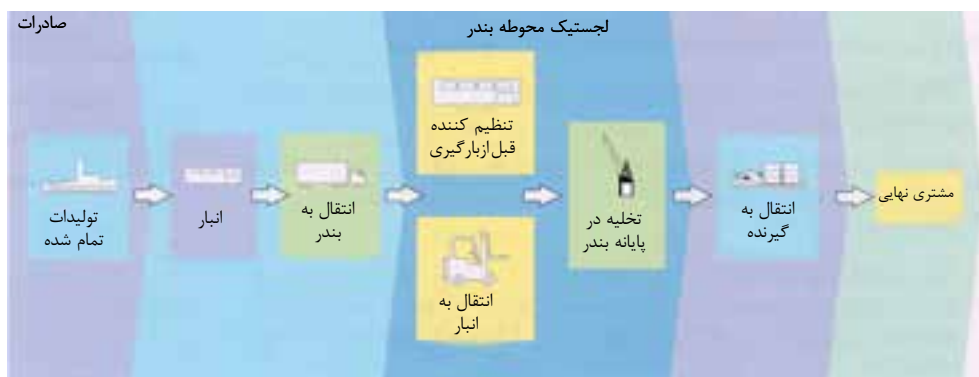 صادرات
لجستیک محوطه بندر
تولیدات
تمام شده
انبار
انتقال به
بندر
تنظیم کننده
قبل ازبارگیری
انتقال به
انبار
تخلیه در
پایانه بندر
انتقال به
گیرنده
مشتری نهایی